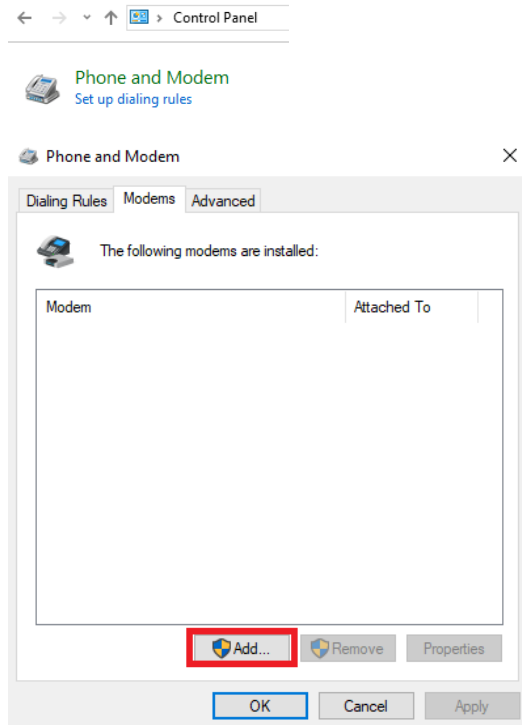 Control Panel
Phone and Modem
Set up dialing rules
Phone and Modem
Dialing Rules Modems Advanced
The following modems are installed:
Modem Attached To
Add... Remove Properties
OK Cancel Apply